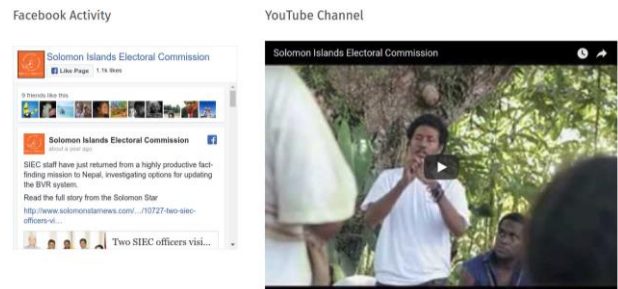 Facebook Activity
YouTube Channel
Solomon Islands Electoral Commission
Like Page
1.1k likes
9 friends like this
Solomon Islands Electoral Commission
about a year ago
SIEC staff have just returned from a highly productive fact-
finding mission to Nepal, investigating options for updating
the BVR system.
Read the full story from the Solomon Star
http://www.solomonstarnews.com/.../10727-two-siec-
officers-vi...
Two SIEC officers visi...
Solomon Islands Electoral Commission